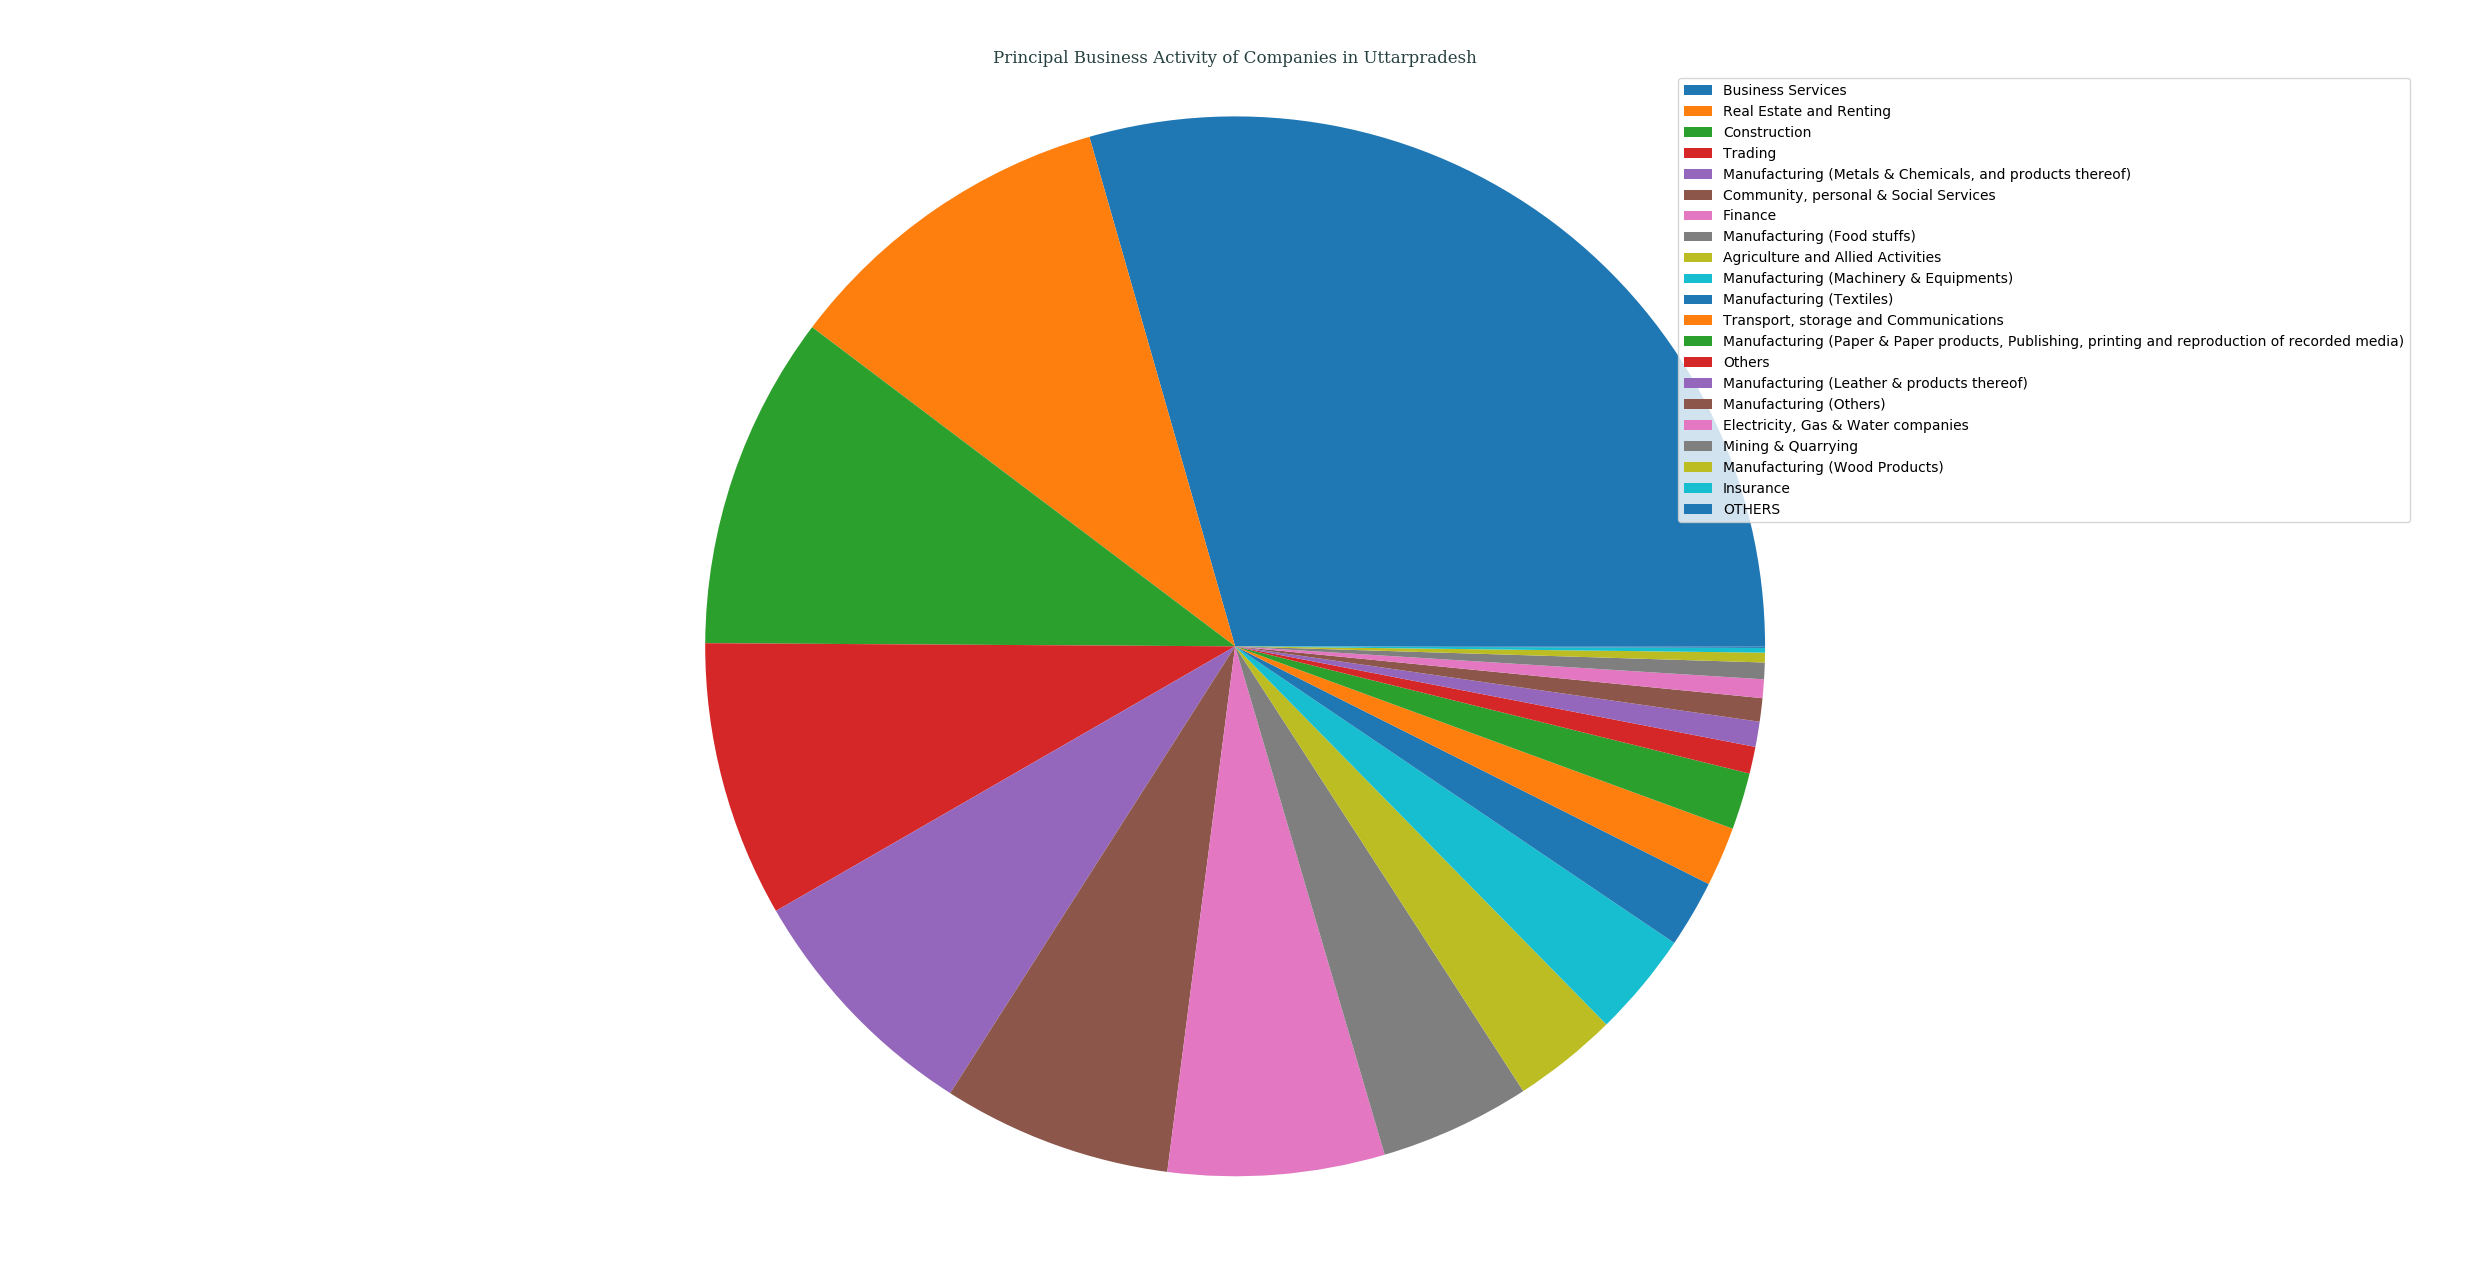 Principal Business Activity of Companies in Uttarpradesh
Business Services
Real Estate and Renting
Construction
Trading
Manufacturing (Metals & Chemicals, and products thereof)
Community, personal & Social Services
Finance
Manufacturing (Food stuffs)
Agriculture and Allied Activities
Manufacturing (Machinery & Equipments)
Manufacturing (Textiles)
Transport, storage and Communications
Manufacturing (Paper & Paper products, Publishing, printing and reproduction of recorded media)
Others
Manufacturing (Leather & products thereof)
Manufacturing (Others)
Electricity, Gas & Water companies
Mining & Quarrying
Manufacturing (Wood Products)
Insurance
OTHERS